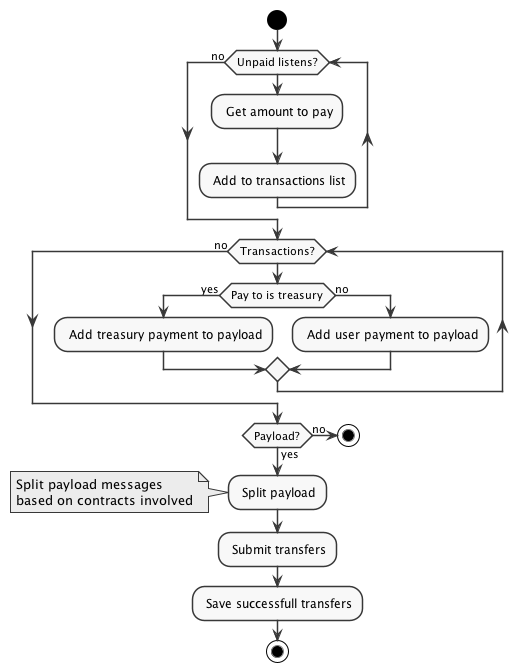 no
Unpaid listens?
Get amount to pay
Add to transactions list
no
Transactions?
yes
Pay to is treasury
no
Add treasury payment to payload
Add user payment to payload
Payload?
no
yes
Split payload messages
based on contracts involved
Split payload
Submit transfers
Save successfull transfers